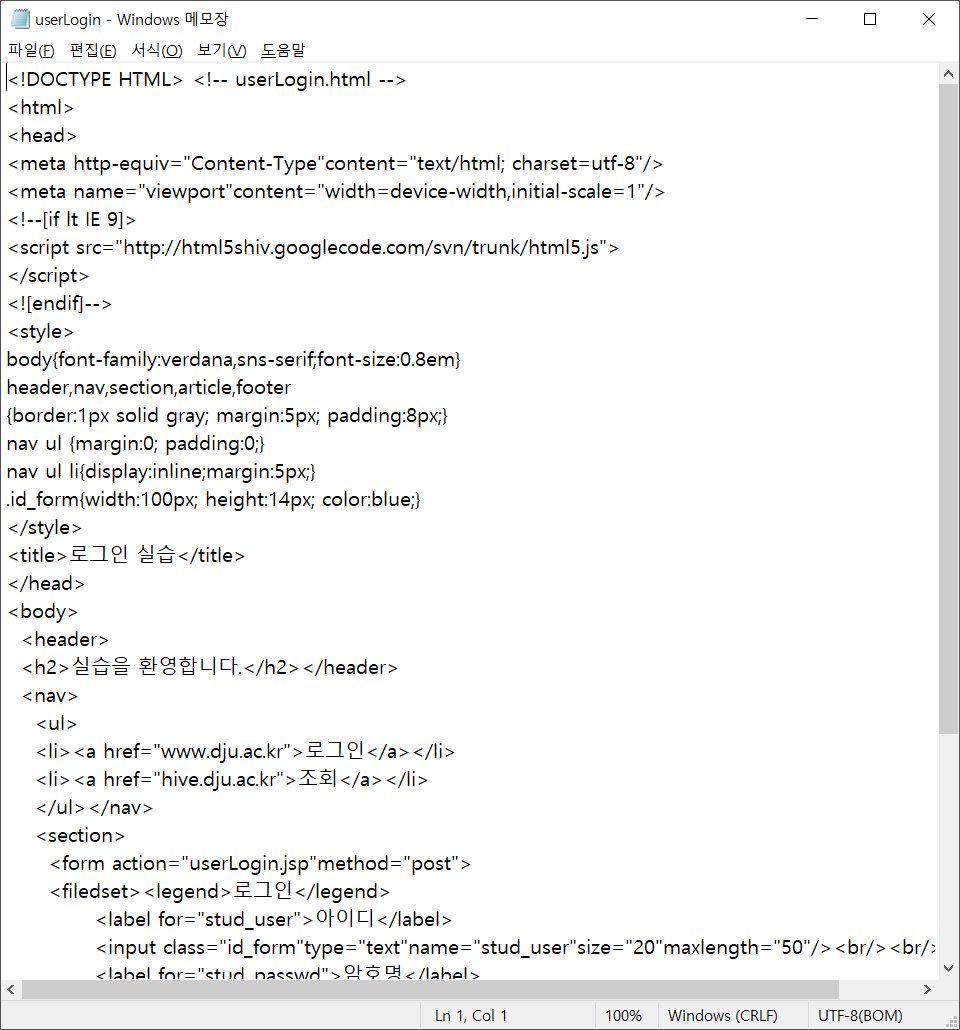 userLogin - Windows 메모장
파일(F) 편집(E) 서식(O) 보기(V) 도움말
<!DOCTYPE HTML> <!-- userLogin.html -->
<html>
<head>
<meta http-equiv="Content-Type"content="text/html; charset=utf-8"/>
<meta name="viewport"content="width=device-width,initial-scale=1"/>
<!--[if lt IE 9]>
<script src="http://html5shiv.googlecode.com/svn/trunk/html5.js">
</script>
<![endif]-->
<style>
body{font-family:verdana,sns-serif;font-size:0.8em}
header,nav,section,article,footer
{border:1px solid gray; margin:5px; padding:8px;}
nav ul {margin:0; padding:0;}
nav ul li{display:inline;margin:5px;}
.id_form{width:100px; height:14px; color:blue;}
</style>
<title>로그인 실습</title>
</head>
<body>
<header>
<h2>실습을 환영합니다.</h2></header>
<nav>
<ul>
<li><a href="www.dju.ac.kr">로그인</a></li>
<li><a href="hive.dju.ac.kr">조회</a></li>
</ul></nav>
<section>
<form action="userLogin.jsp"method="post">
<filedset><legend>로그인</legend>
<label for="stud_user">아이디</label>
<input class="id_form"type="text"name="stud_user"size="20"maxlength="50"/><br/><br/>
<label for="stud_passwd">암호명</label>
Ln 1, Col 1 100% Windows (CRLF) UTF-8(BOM)